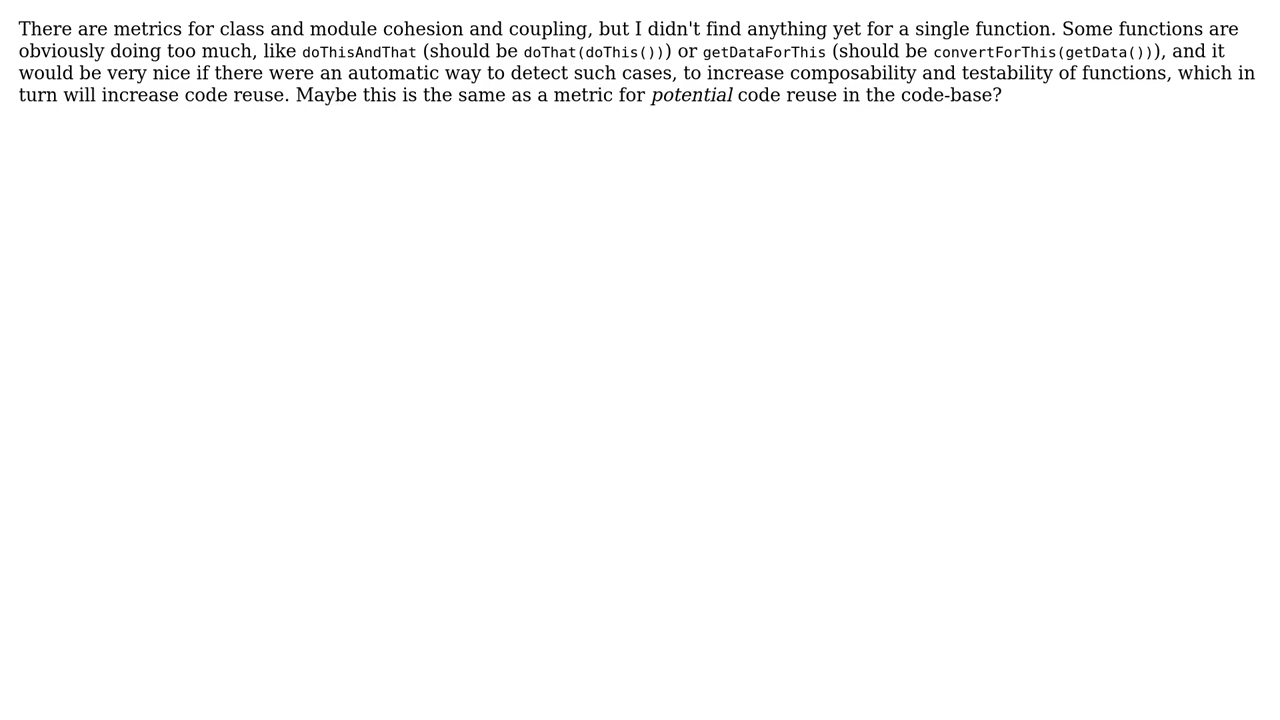 There are metrics for class and module cohesion and coupling, but I didn't find anything yet for a single function. Some functions are
obviously doing too much, like doThisAndThat (should be doThat(doThis())) or getDataForThis (should be convertForThis(getData())), and it
would be very nice if there were an automatic way to detect such cases, to increase composability and testability of functions, which in
turn will increase code reuse. Maybe this is the same as a metric for potential code reuse in the code-base?